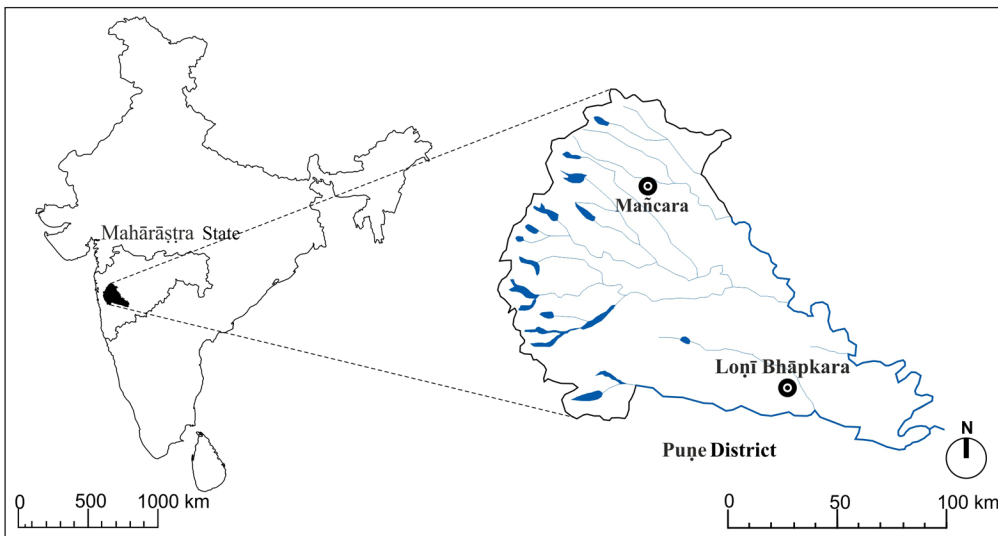 Mahārāṣṭra State
Mañcara
Loṇī Bhāpkara
Puṇe District
N
0 500 1000 km
0 50 100 km